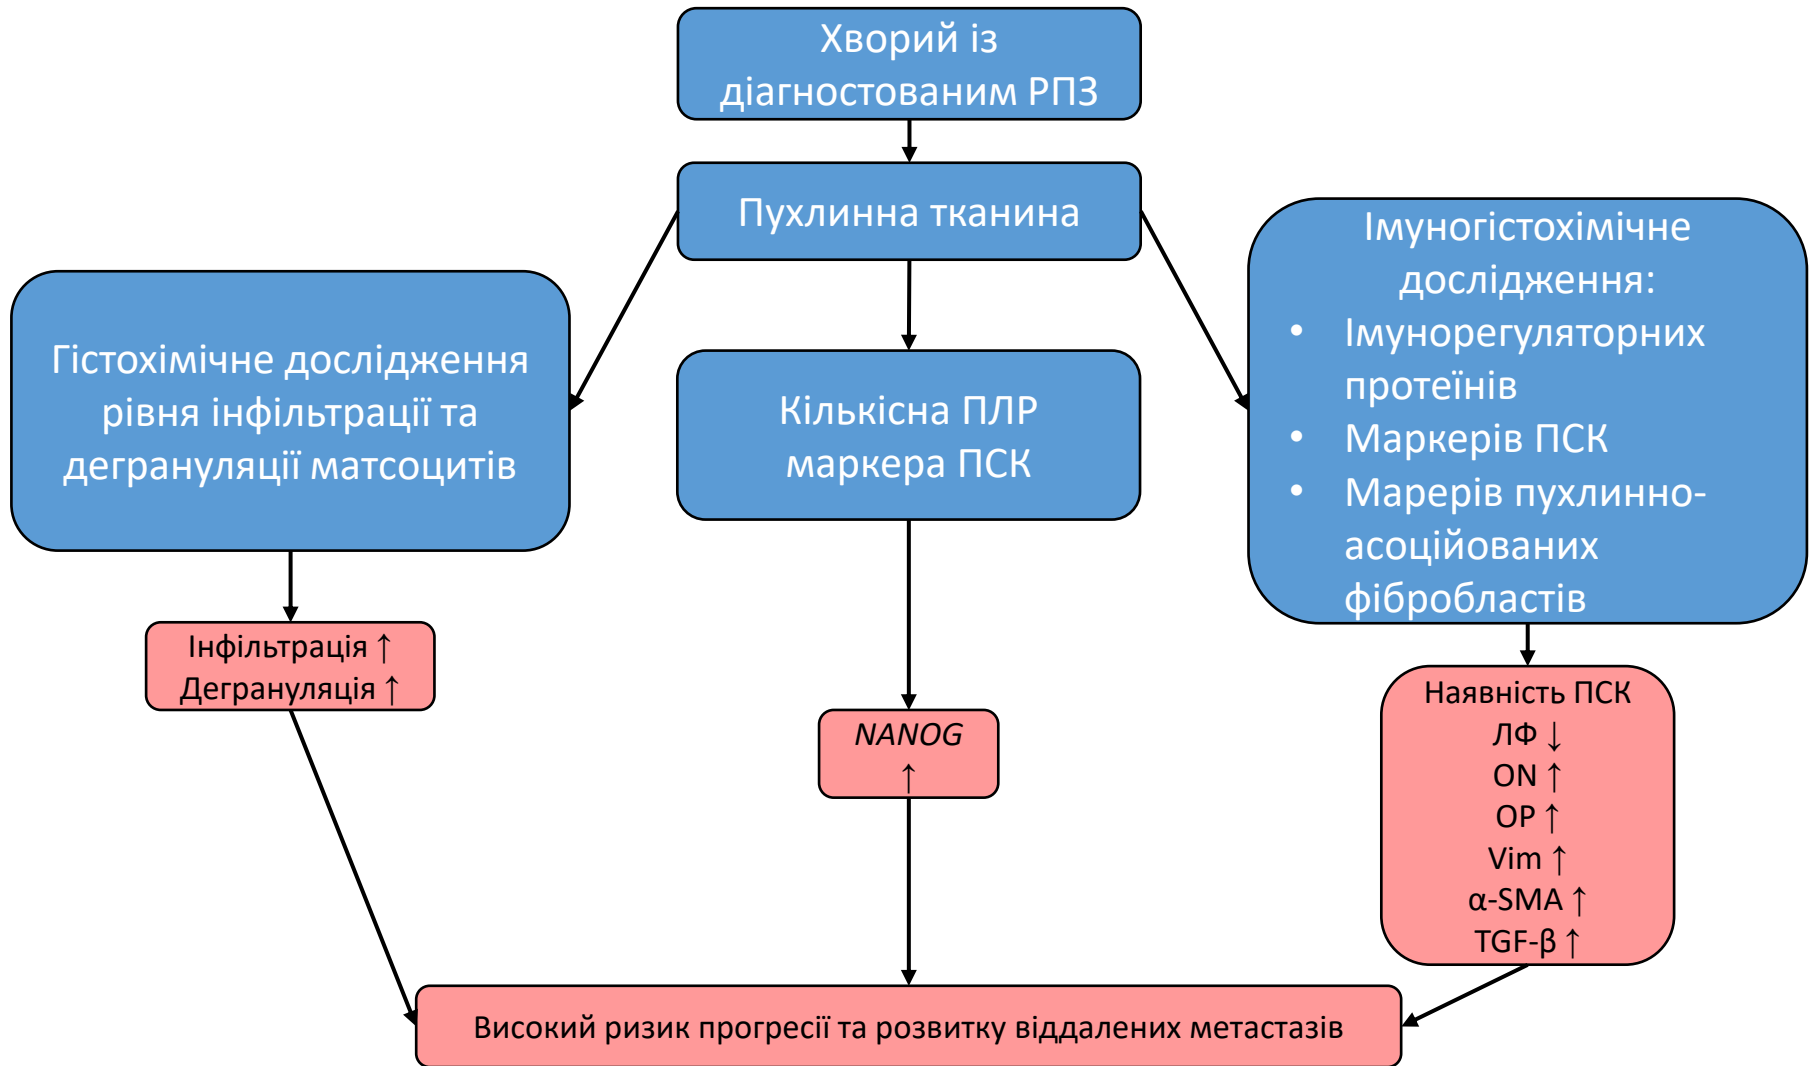 Хворий із
діагностованим РПЗ
Пухлинна тканина
Гістохімічне дослідження
рівня інфільтрації та
дегрануляції матсоцитів
Кількісна ПЛР
маркера ПСК
Імуногістохімічне
дослідження:
• Імунорегуляторних
протеїнів
• Маркерів ПСК
• Марерів пухлинно-
асоційованих
фібробластів
Інфільтрація ↑
Дегрануляція ↑
NANOG
↑
Наявність ПСК
ЛФ ↓
ON ↑
OP ↑
Vim ↑
α-SMA ↑
TGF-β ↑
Високий ризик прогресії та розвитку віддалених метастазів